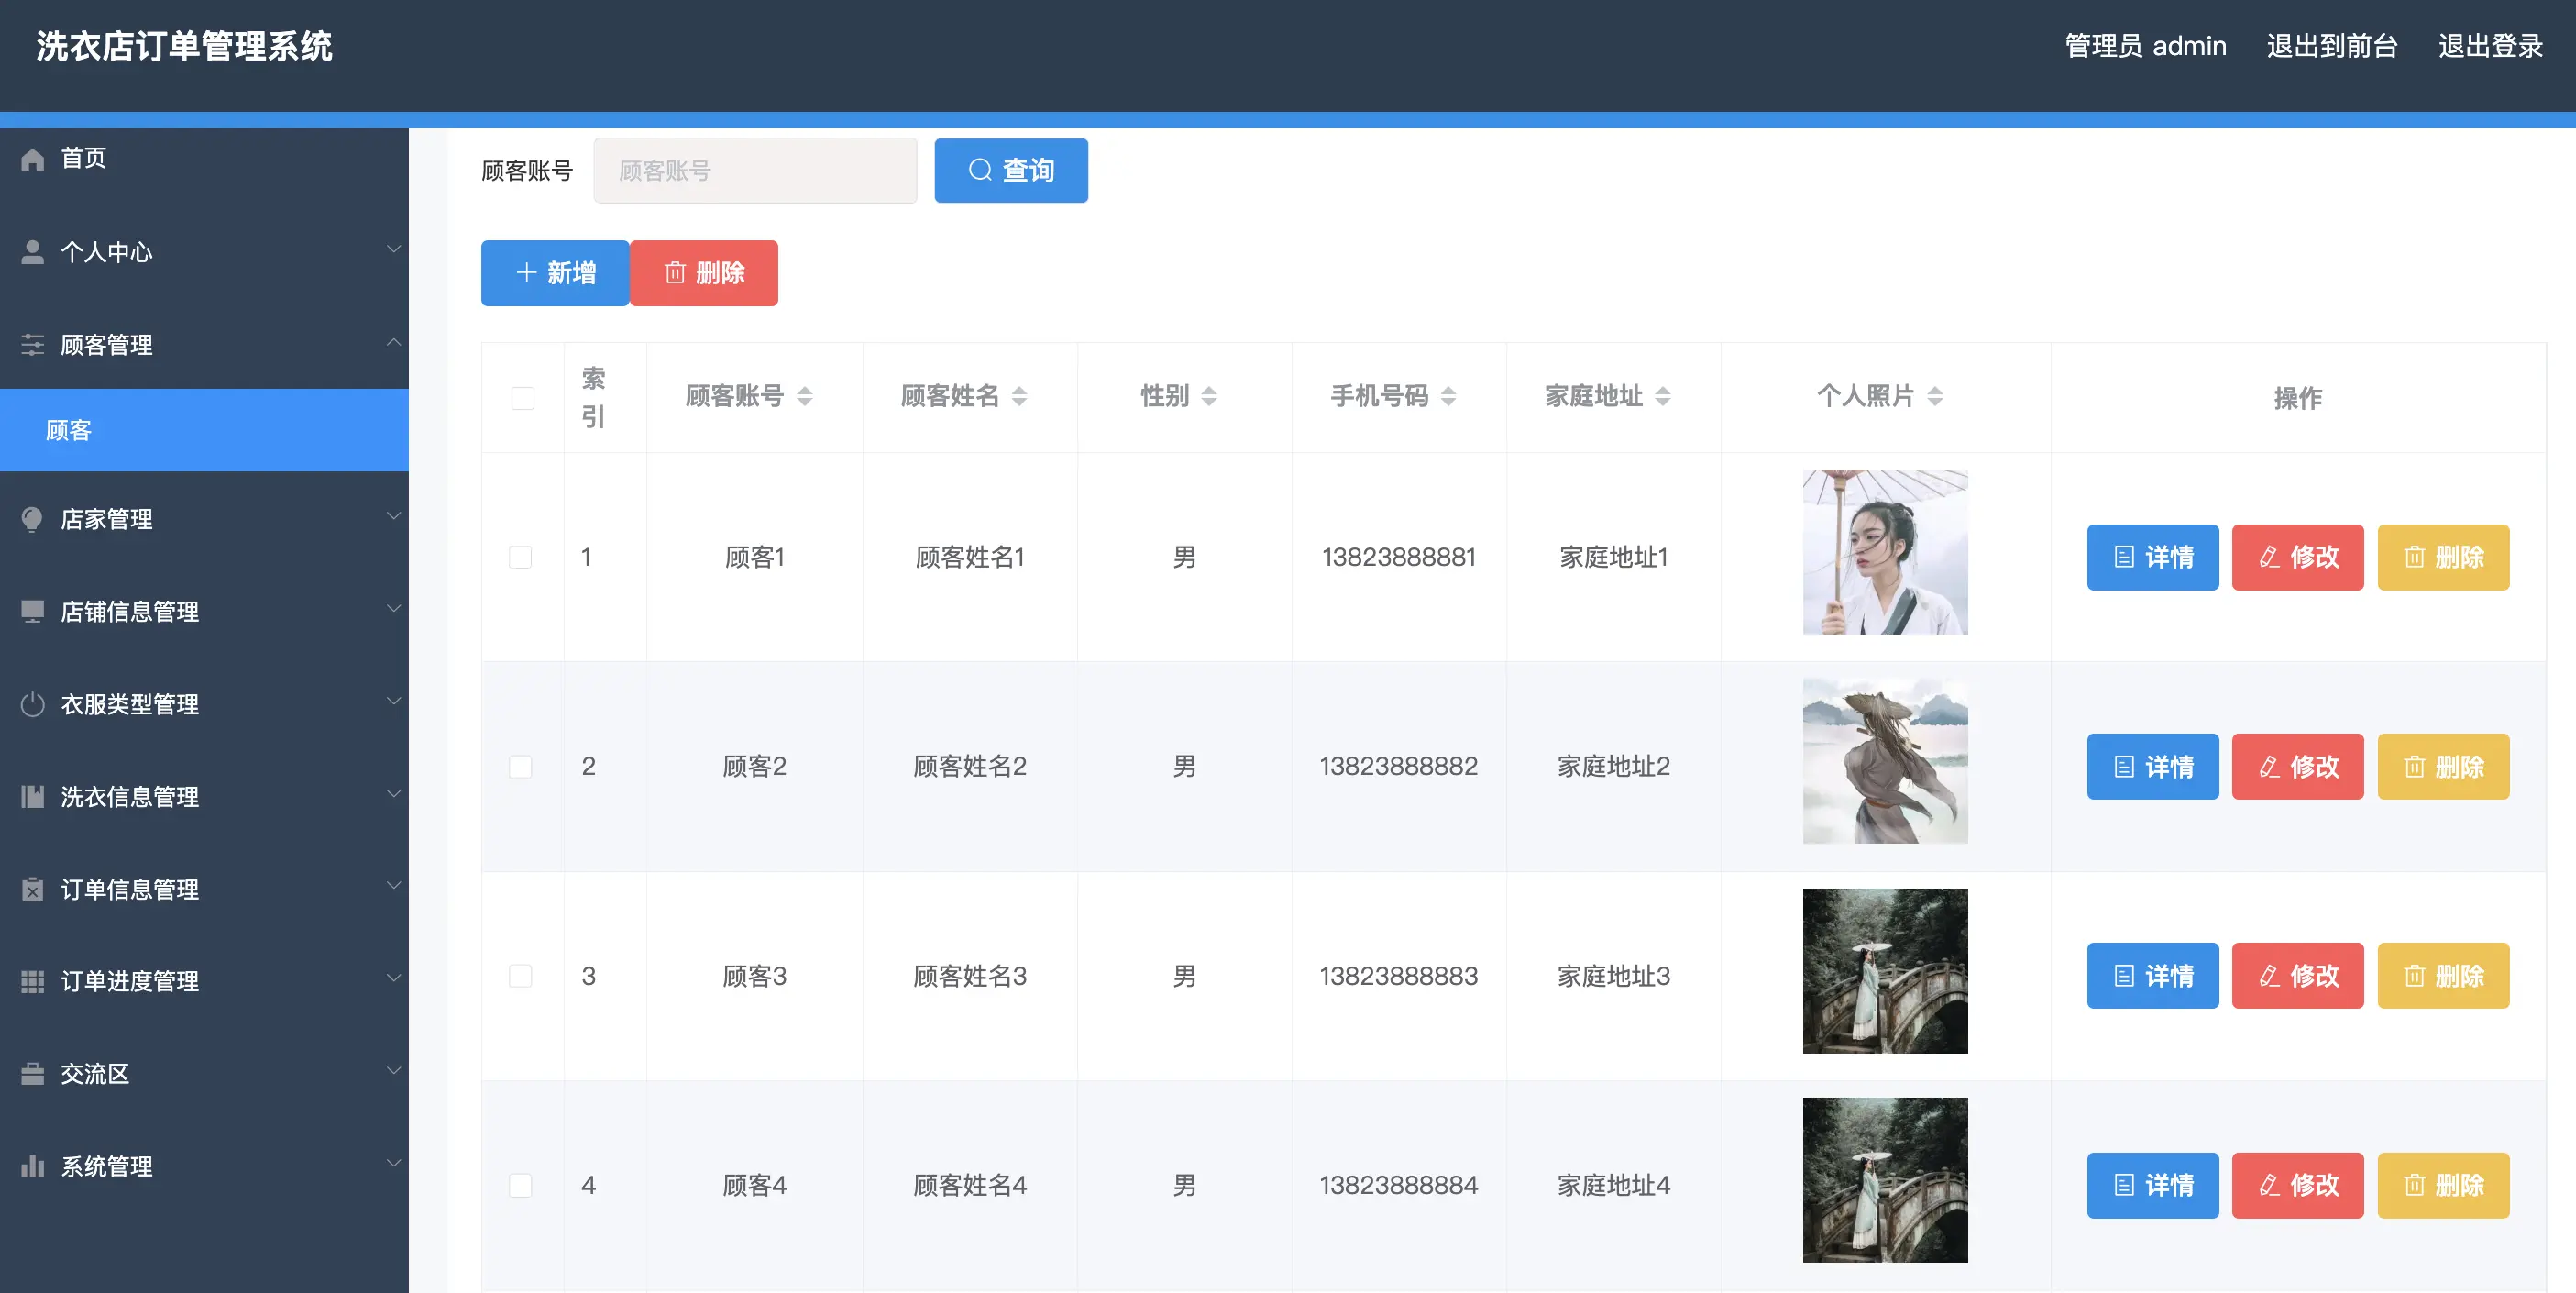 洗衣店订单管理系统
管理员 admin 退出到前台 退出登录
首页
个人中心
顾客管理
顾客
店家管理
店铺信息管理
衣服类型管理
洗衣信息管理
订单信息管理
订单进度管理
交流区
系统管理
顾客账号 顾客账号 查询
新增 删除
索引 顾客账号 顾客姓名 性别 手机号码 家庭地址 个人照片 操作
1 顾客1 顾客姓名1 男 13823888881 家庭地址1 详情 修改 删除
2 顾客2 顾客姓名2 男 13823888882 家庭地址2 详情 修改 删除
3 顾客3 顾客姓名3 男 13823888883 家庭地址3 详情 修改 删除
4 顾客4 顾客姓名4 男 13823888884 家庭地址4 详情 修改 删除